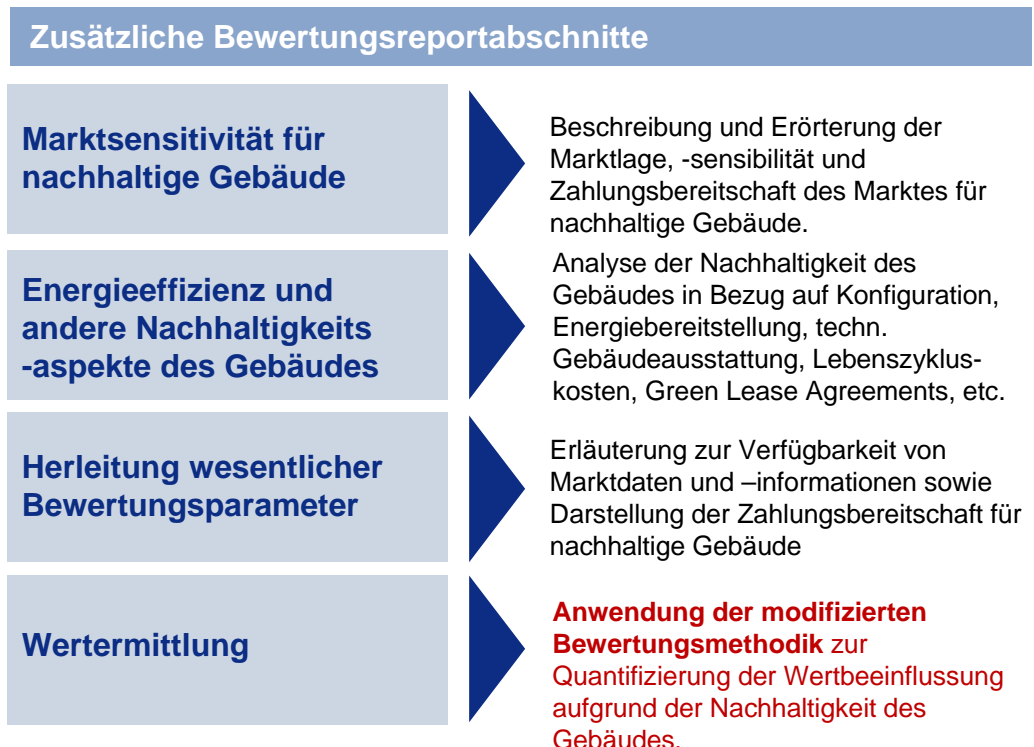 Zusätzliche Bewertungsreportabschnitte
Marktsensitivität für
nachhaltige Gebäude
Beschreibung und Erörterung der
Marktlage, -sensibilität und
Zahlungsbereitschaft des Marktes für
nachhaltige Gebäude.
Energieeffizienz und
andere Nachhaltigkeits
-aspekte des Gebäudes
Analyse der Nachhaltigkeit des
Gebäudes in Bezug auf Konfiguration,
Energiebereitstellung, techn.
Gebäudeausstattung, Lebenszyklus-
kosten, Green Lease Agreements, etc.
Herleitung wesentlicher
Bewertungsparameter
Erläuterung zur Verfügbarkeit von
Marktdaten und –informationen sowie
Darstellung der Zahlungsbereitschaft für
nachhaltige Gebäude
Wertermittlung
Anwendung der modifizierten
Bewertungsmethodik zur
Quantifizierung der Wertbeeinflussung
aufgrund der Nachhaltigkeit des
Gebäudes.